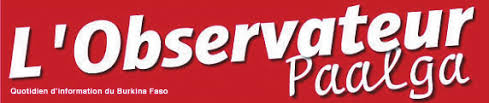 L'Observateur
Paalga
Quotidien d'information du Burkina Faso